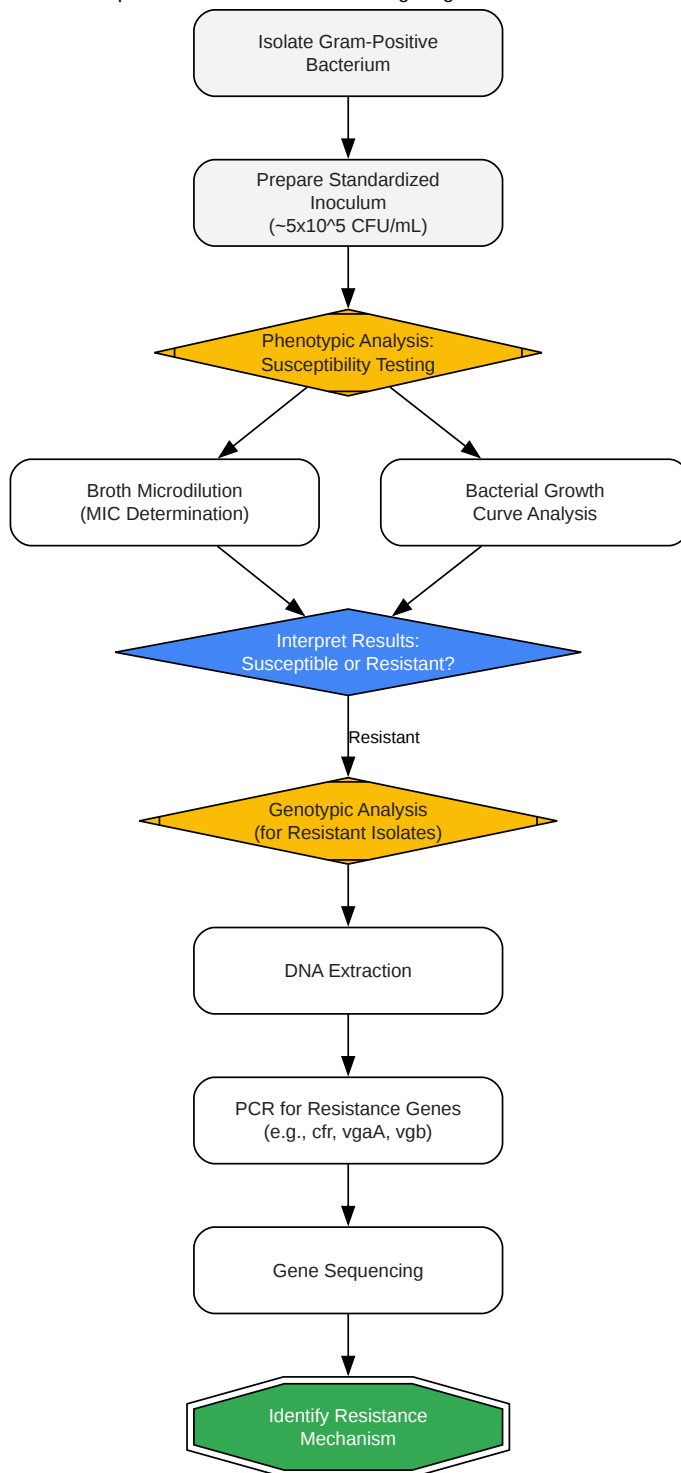 Isolate Gram-Positive
Bacterium
Prepare Standardized
Inoculum
(~5x10^5 CFU/mL)
Phenotypic Analysis:
Susceptibility Testing
Broth Microdilution
(MIC Determination)
Bacterial Growth
Curve Analysis
Interpret Results:
Susceptible or Resistant?
Resistant
Genotypic Analysis
(for Resistant Isolates)
DNA Extraction
PCR for Resistance Genes
(e.g., cfr, vgaA, vgb)
Gene Sequencing
Identify Resistance
Mechanism